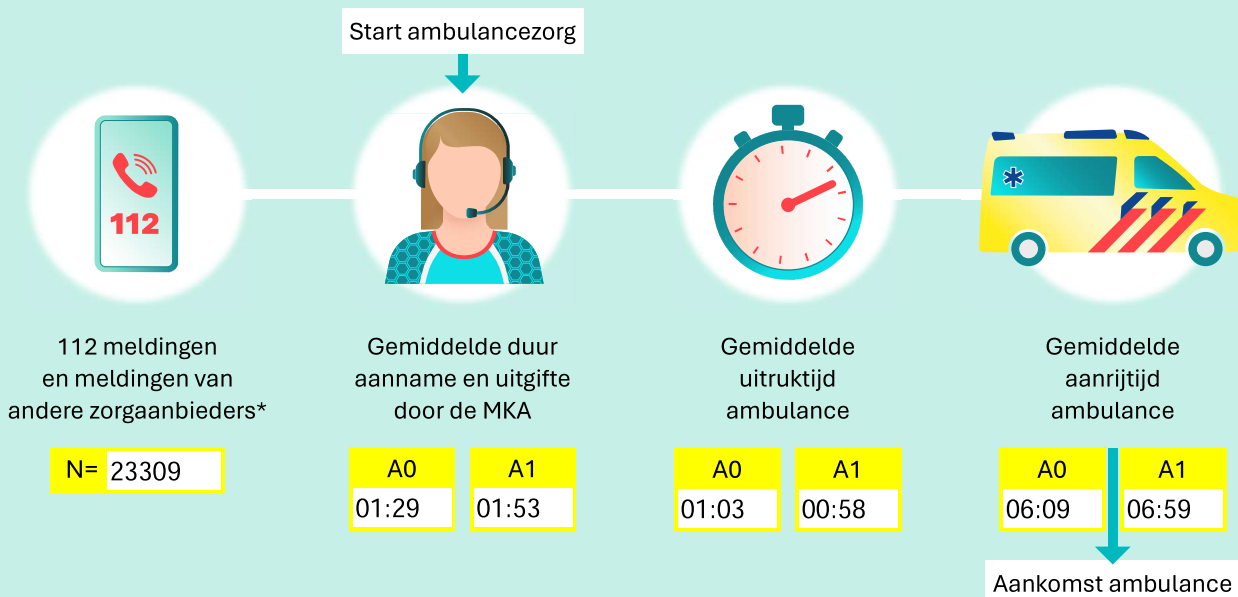 Start ambulancezorg
112
112 meldingen
en meldingen van
andere zorgaanbieders*
N= 23309
Gemiddelde duur
aanname en uitgifte
door de MKA
A0 A1
01:29 01:53
Gemiddelde
uitruktijd
ambulance
A0 A1
01:03 00:58
Gemiddelde
aanrijtijd
ambulance
A0 A1
06:09 06:59
Aankomst ambulance